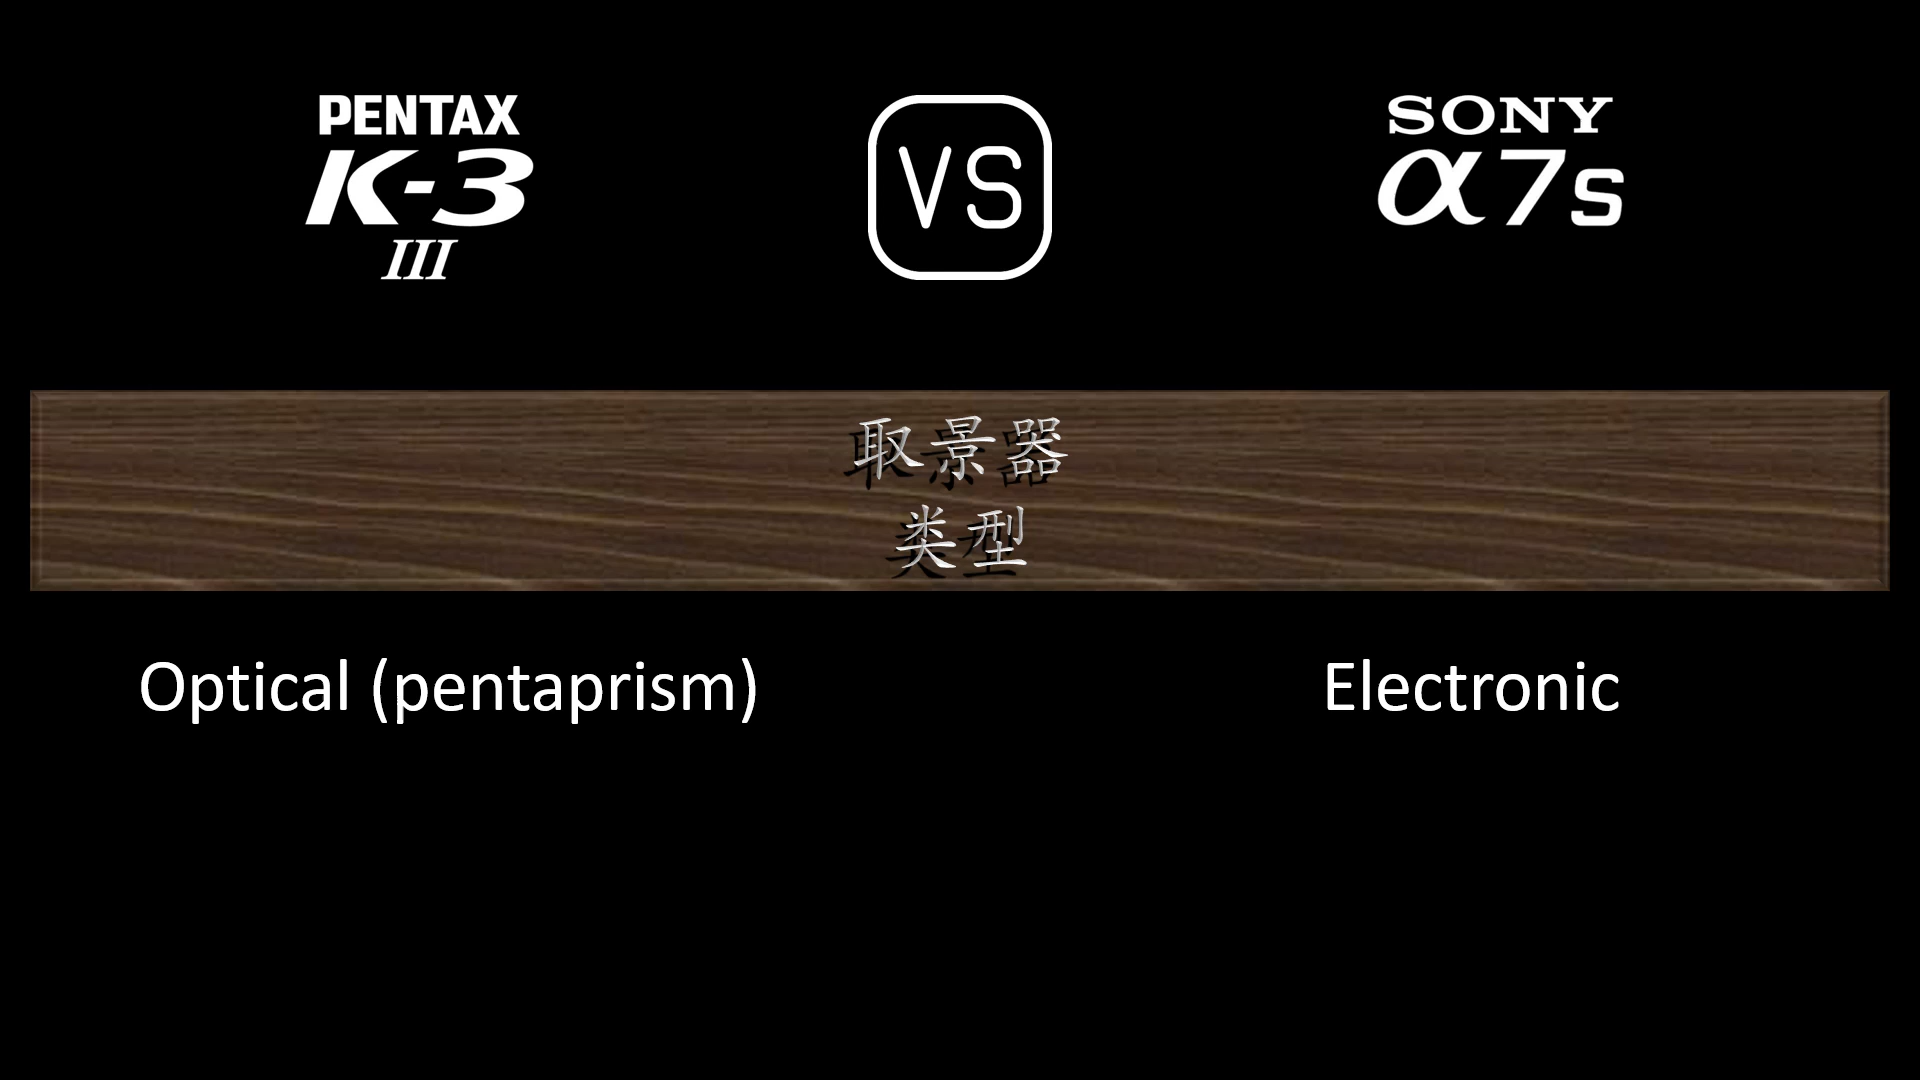 PENTAX
K-3
III
VS
SONY
α7s
取景器
类型
Optical (pentaprism)
Electronic